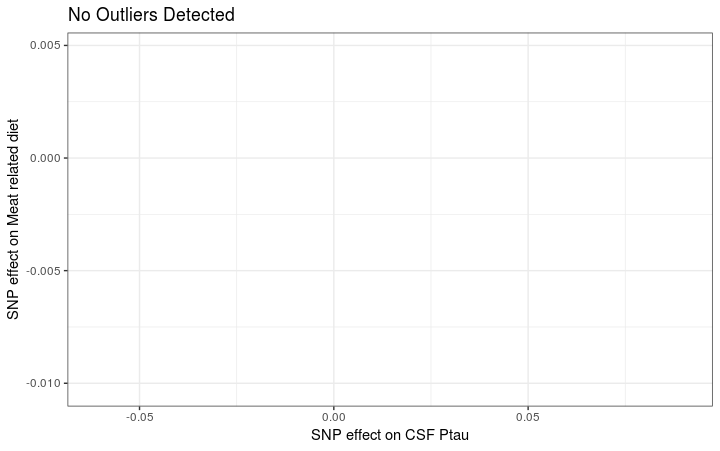 No Outliers Detected
SNP effect on Meat related diet
0.005
0.000
-0.005
-0.010
-0.05
0.00
0.05
SNP effect on CSF Ptau